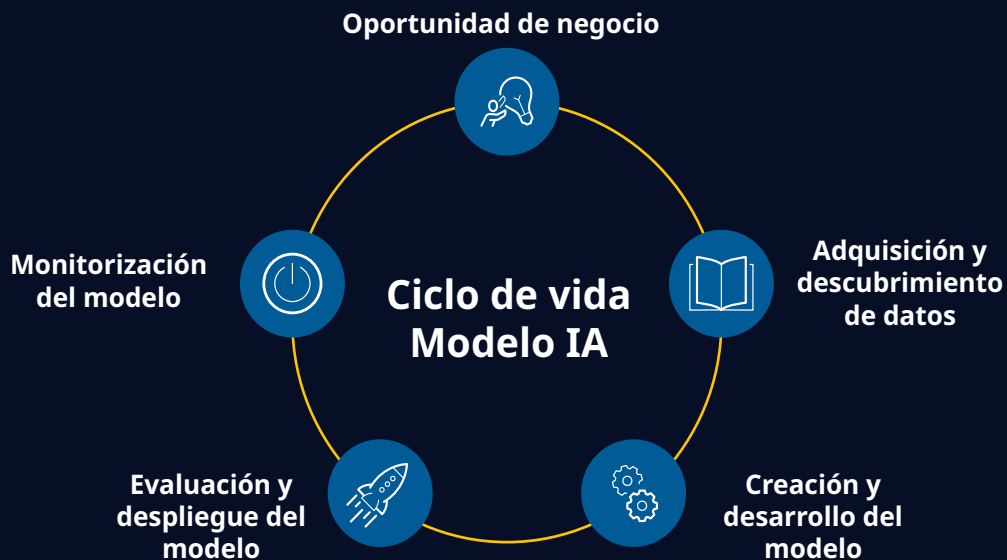 Oportunidad de negocio
Adquisición y
descubrimiento
de datos
Creación y
desarrollo del
modelo
Evaluación y
despliegue del
modelo
Monitorización
del modelo
Ciclo de vida
Modelo IA